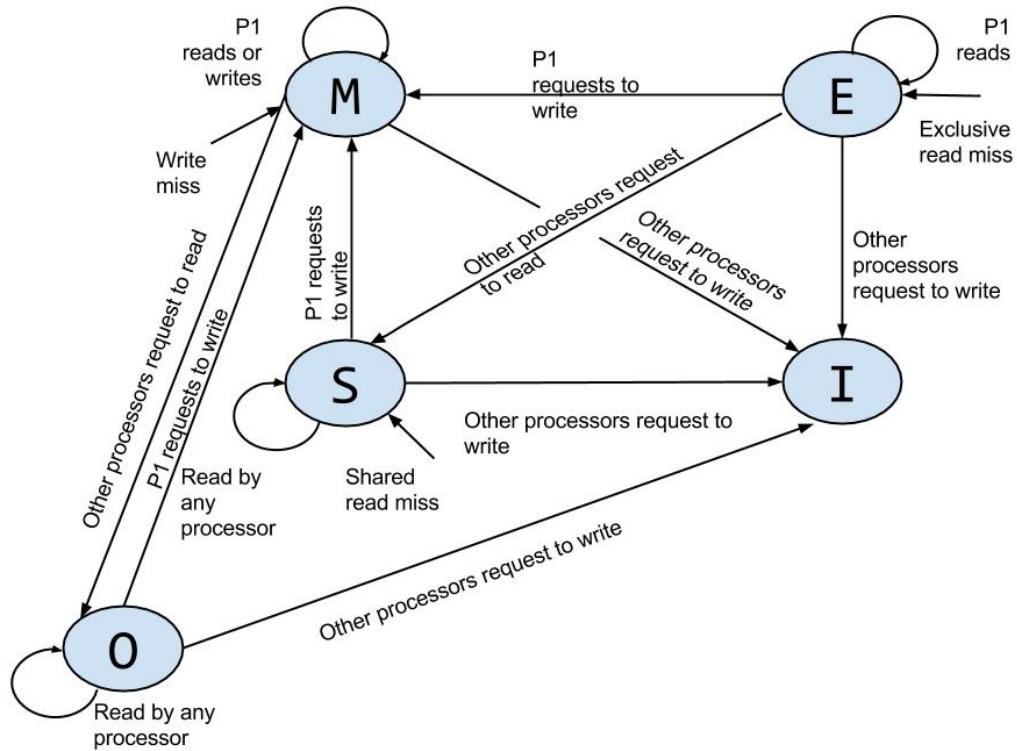 P1
reads or
writes
M
P1
requests to
write
E
P1
reads
Exclusive
read miss
Write
miss
Other processors request to read
P1 requests to write
P1 requests
to write
Other processors request
to read
Other processors
request to write
Other
processors
request to write
S
I
Other processors request to
write
Read by
any
processor
Shared
read miss
Other processors request to write
O
Read by any
processor